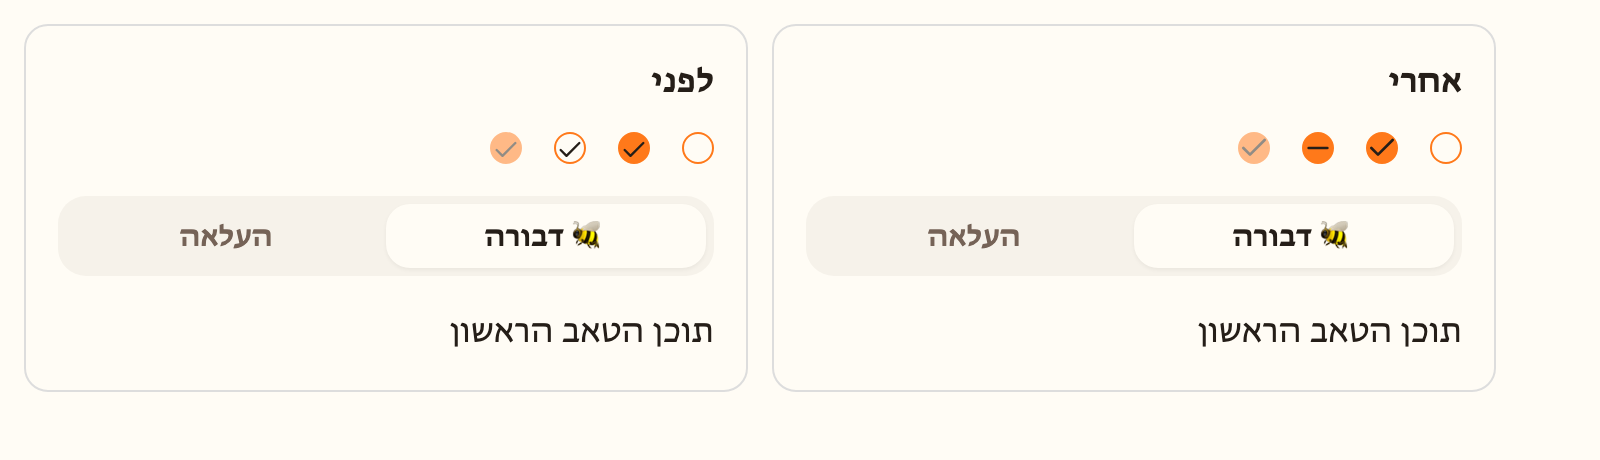 לפני
🐝 דבורה
העלאה
תוכן הטאב הראשון
אחרי
🐝 דבורה
העלאה
תוכן הטאב הראשון